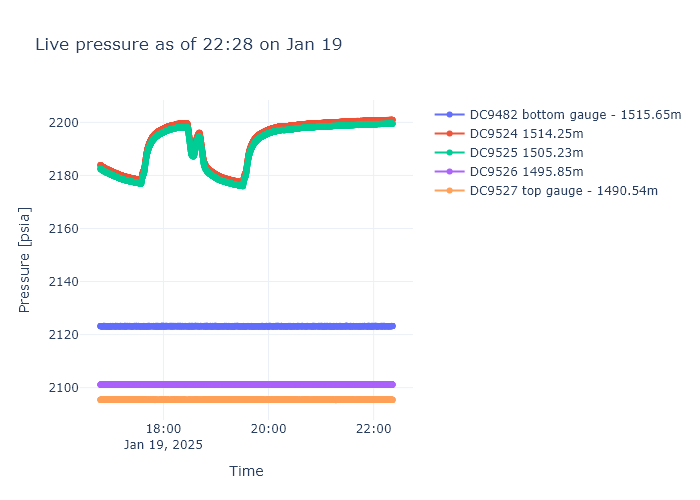 Live pressure as of 22:28 on Jan 19
DC9482 bottom gauge - 1515.65m
DC9524 1514.25m
DC9525 1505.23m
DC9526 1495.85m
DC9527 top gauge - 1490.54m
Pressure [psia]
2200
2180
2160
2140
2120
2100
18:00
20:00
22:00
Jan 19, 2025
Time